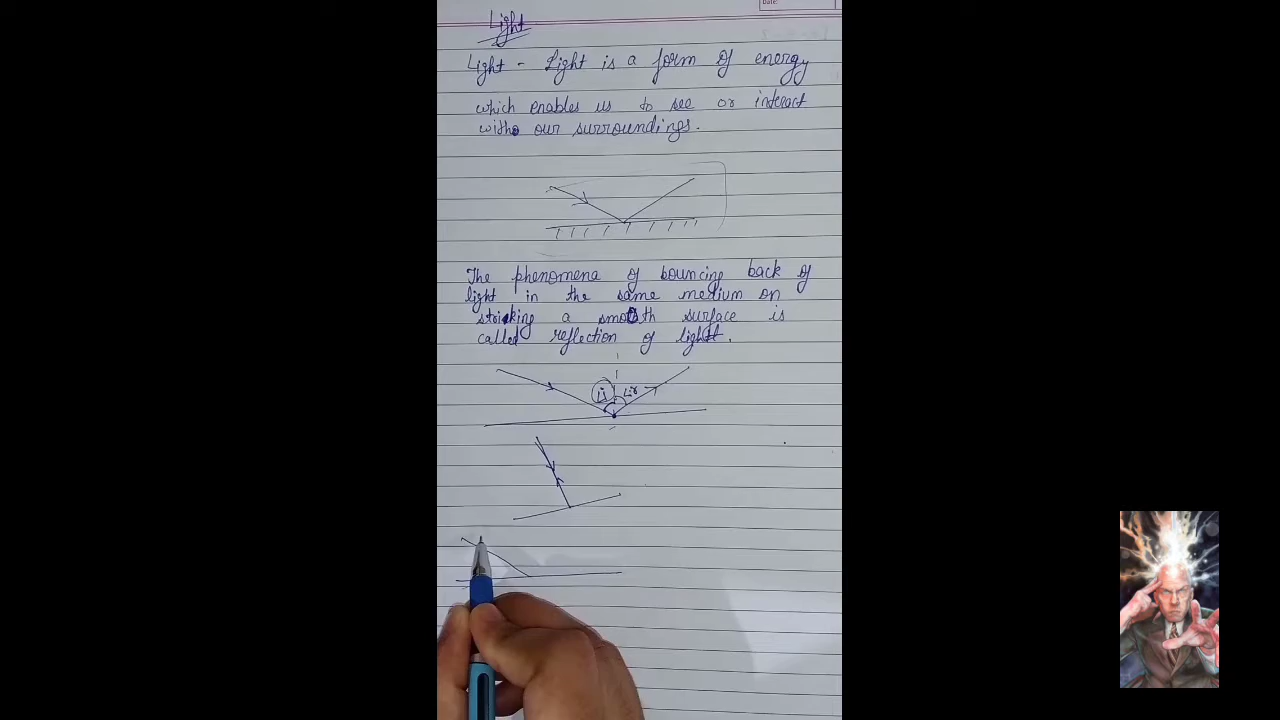 Light
Light - Light is a form of energy
which enables us to see or interact
with our surroundings.
The phenomena of bouncing back of
light in the same medium on
striking a smooth surface is
called reflection of light.
∠i ∠r
Date: